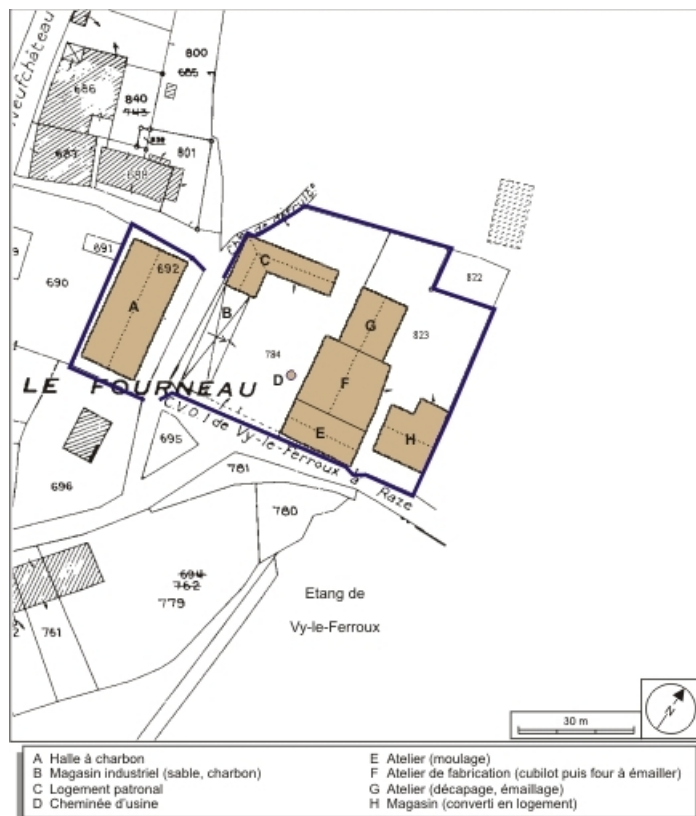 Neufchâteau
800
685
686
840
743
801
687
688
691
692
690
A
C
B
822
823
G
784
D
F
LE FOURNEAU
E
H
C.V.O.1 de Vy-le-Ferroux à Raze
695
696
781
780
694
762
779
761
Etang de
Vy-le-Ferroux
30 m
N
A Halle à charbon
B Magasin industriel (sable, charbon)
C Logement patronal
D Cheminée d'usine
E Atelier (moulage)
F Atelier de fabrication (cubilot puis four à émailler)
G Atelier (décapage, émaillage)
H Magasin (converti en logement)